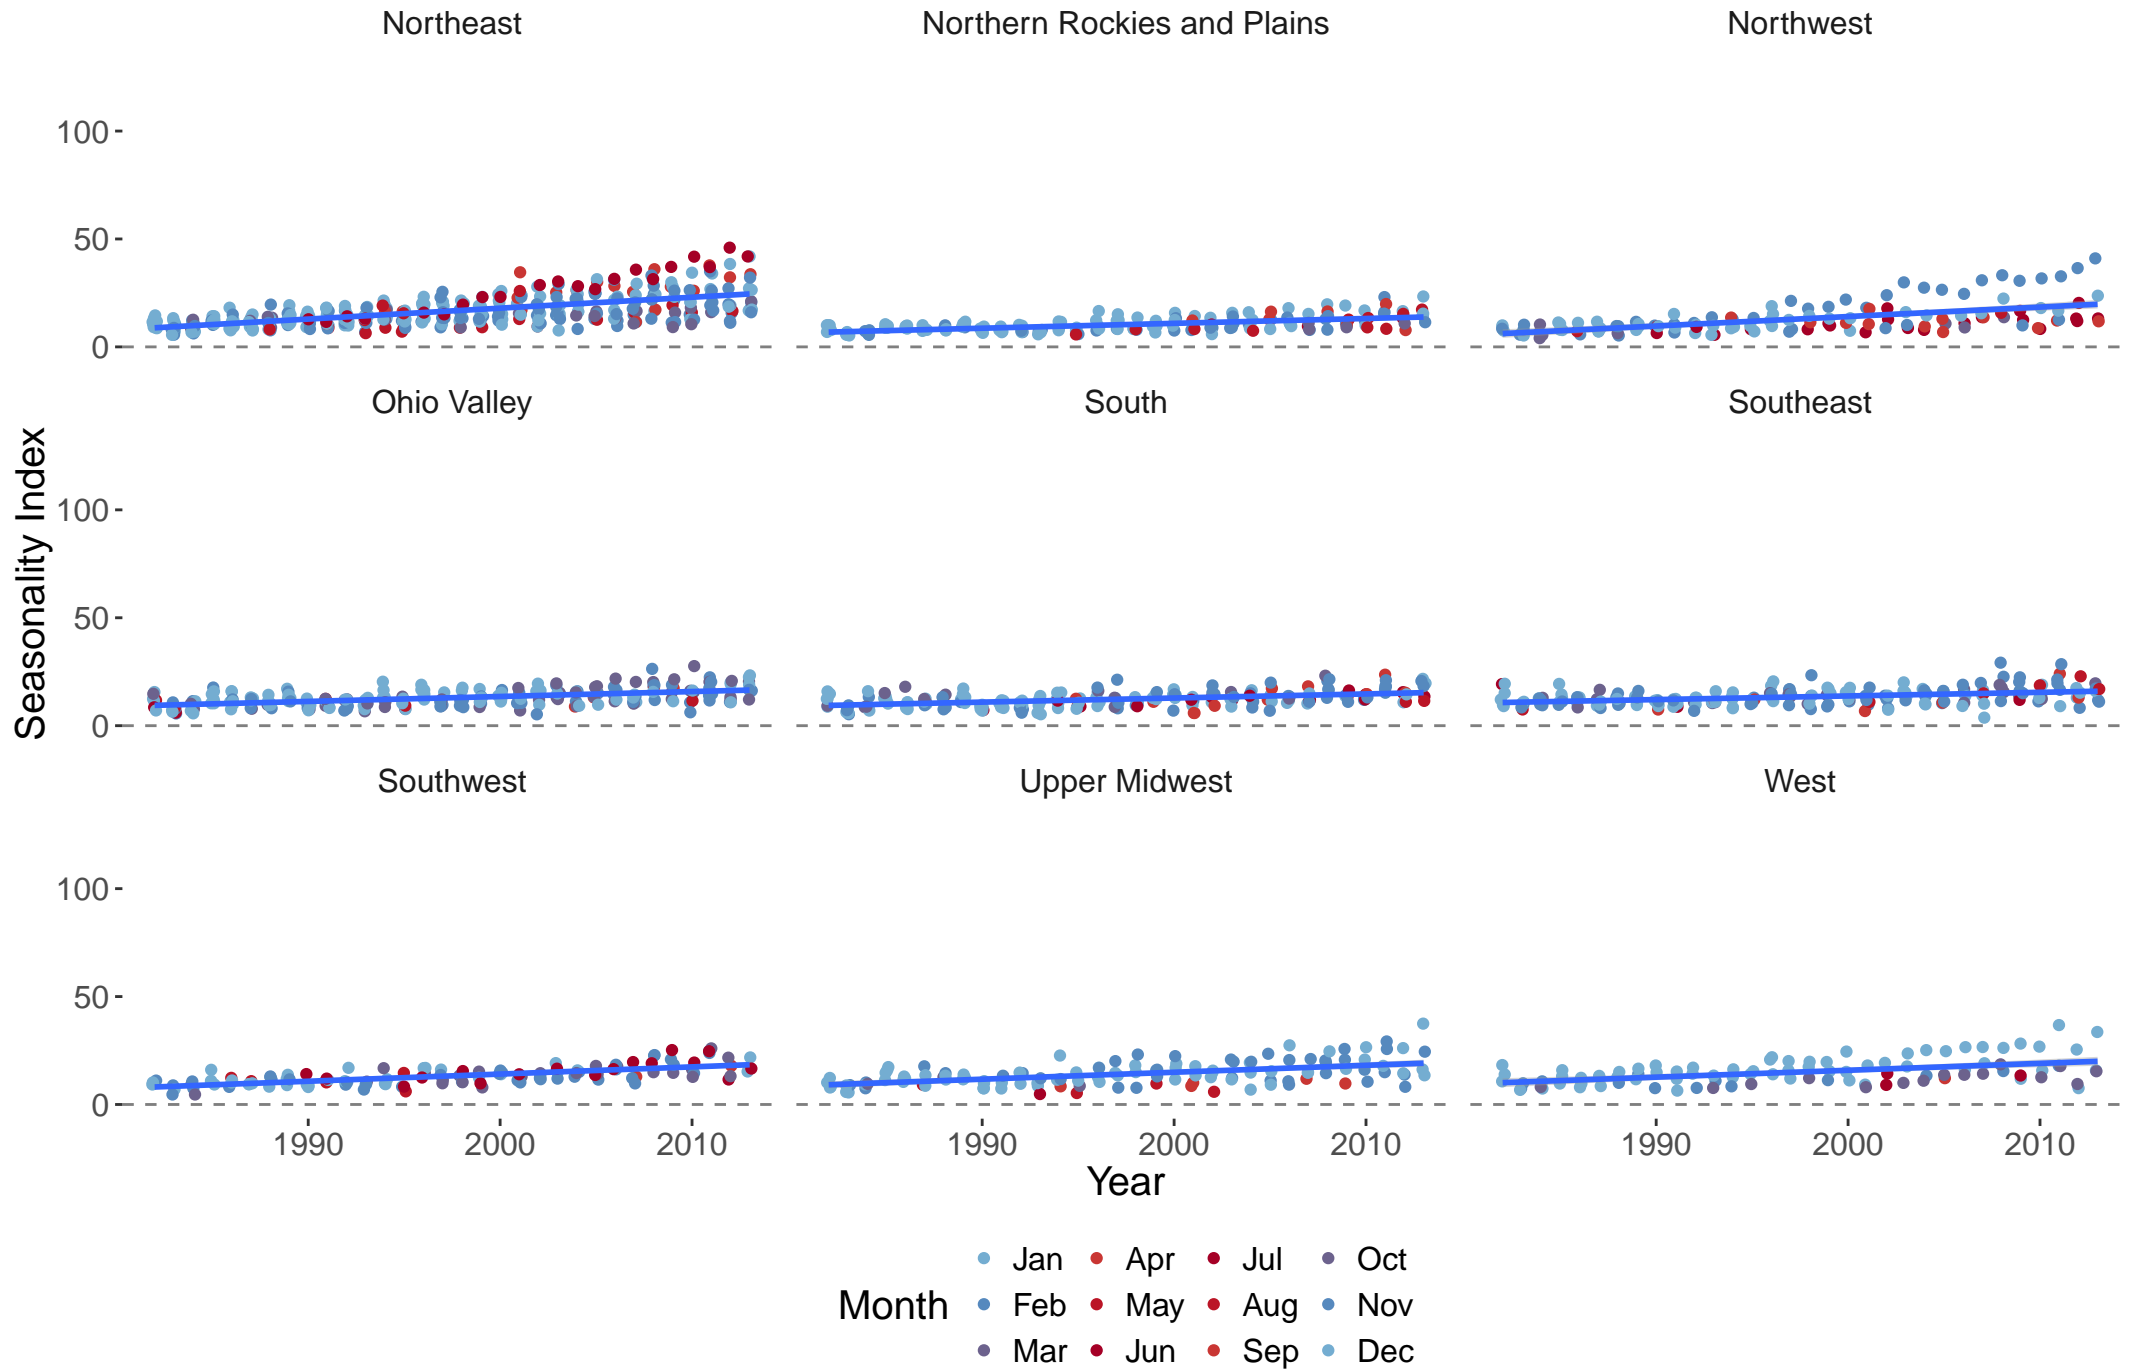 Northeast
Northern Rockies and Plains
Northwest
100
50
0
Ohio Valley
South
Southeast
Seasonality Index
100
50
0
Southwest
Upper Midwest
West
100
50
0
1990 2000 2010
1990 2000 2010
1990 2000 2010
Year
Month
Jan Apr Jul Oct
Feb May Aug Nov
Mar Jun Sep Dec